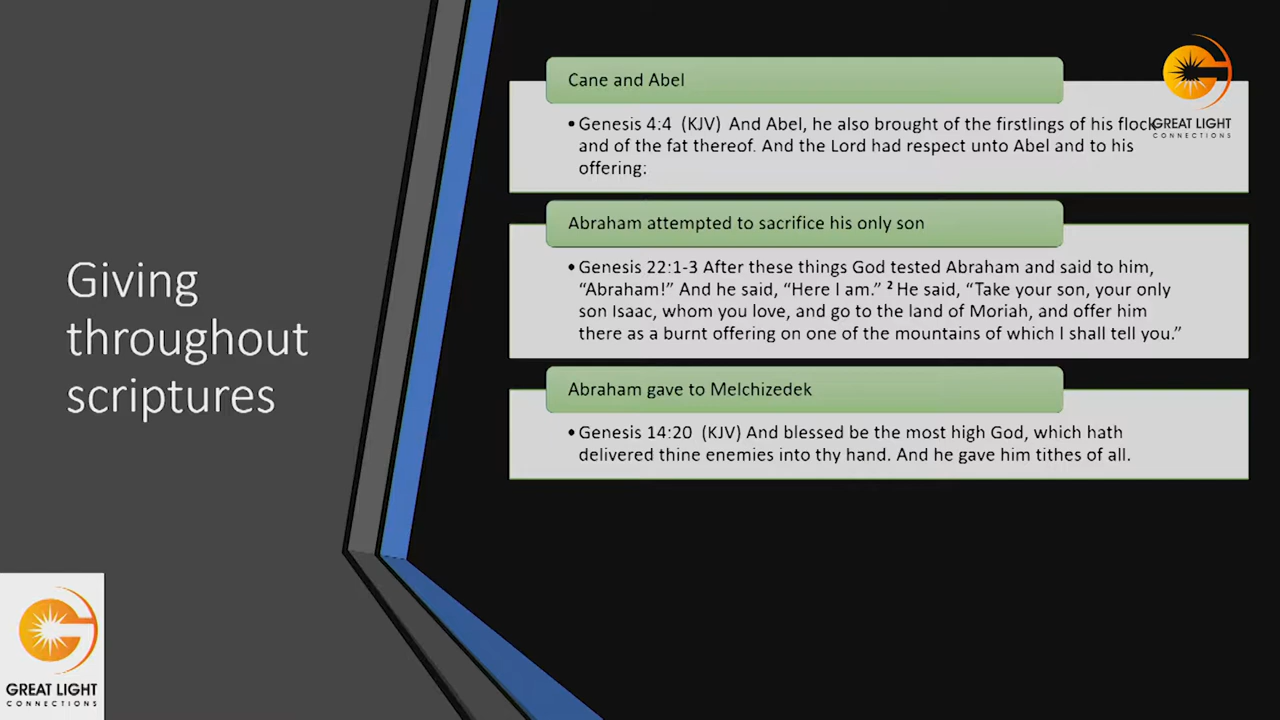 Giving
throughout
scriptures
Cane and Abel
•Genesis 4:4 (KJV) And Abel, he also brought of the firstlings of his flock
and of the fat thereof. And the Lord had respect unto Abel and to his
offering:
Abraham attempted to sacrifice his only son
•Genesis 22:1-3 After these things God tested Abraham and said to him,
“Abraham!” And he said, “Here I am.” 2 He said, “Take your son, your only
son Isaac, whom you love, and go to the land of Moriah, and offer him
there as a burnt offering on one of the mountains of which I shall tell you.”
Abraham gave to Melchizedek
•Genesis 14:20 (KJV) And blessed be the most high God, which hath
delivered thine enemies into thy hand. And he gave him tithes of all.
GREAT LIGHT
CONNECTIONS
GREAT LIGHT
CONNECTIONS